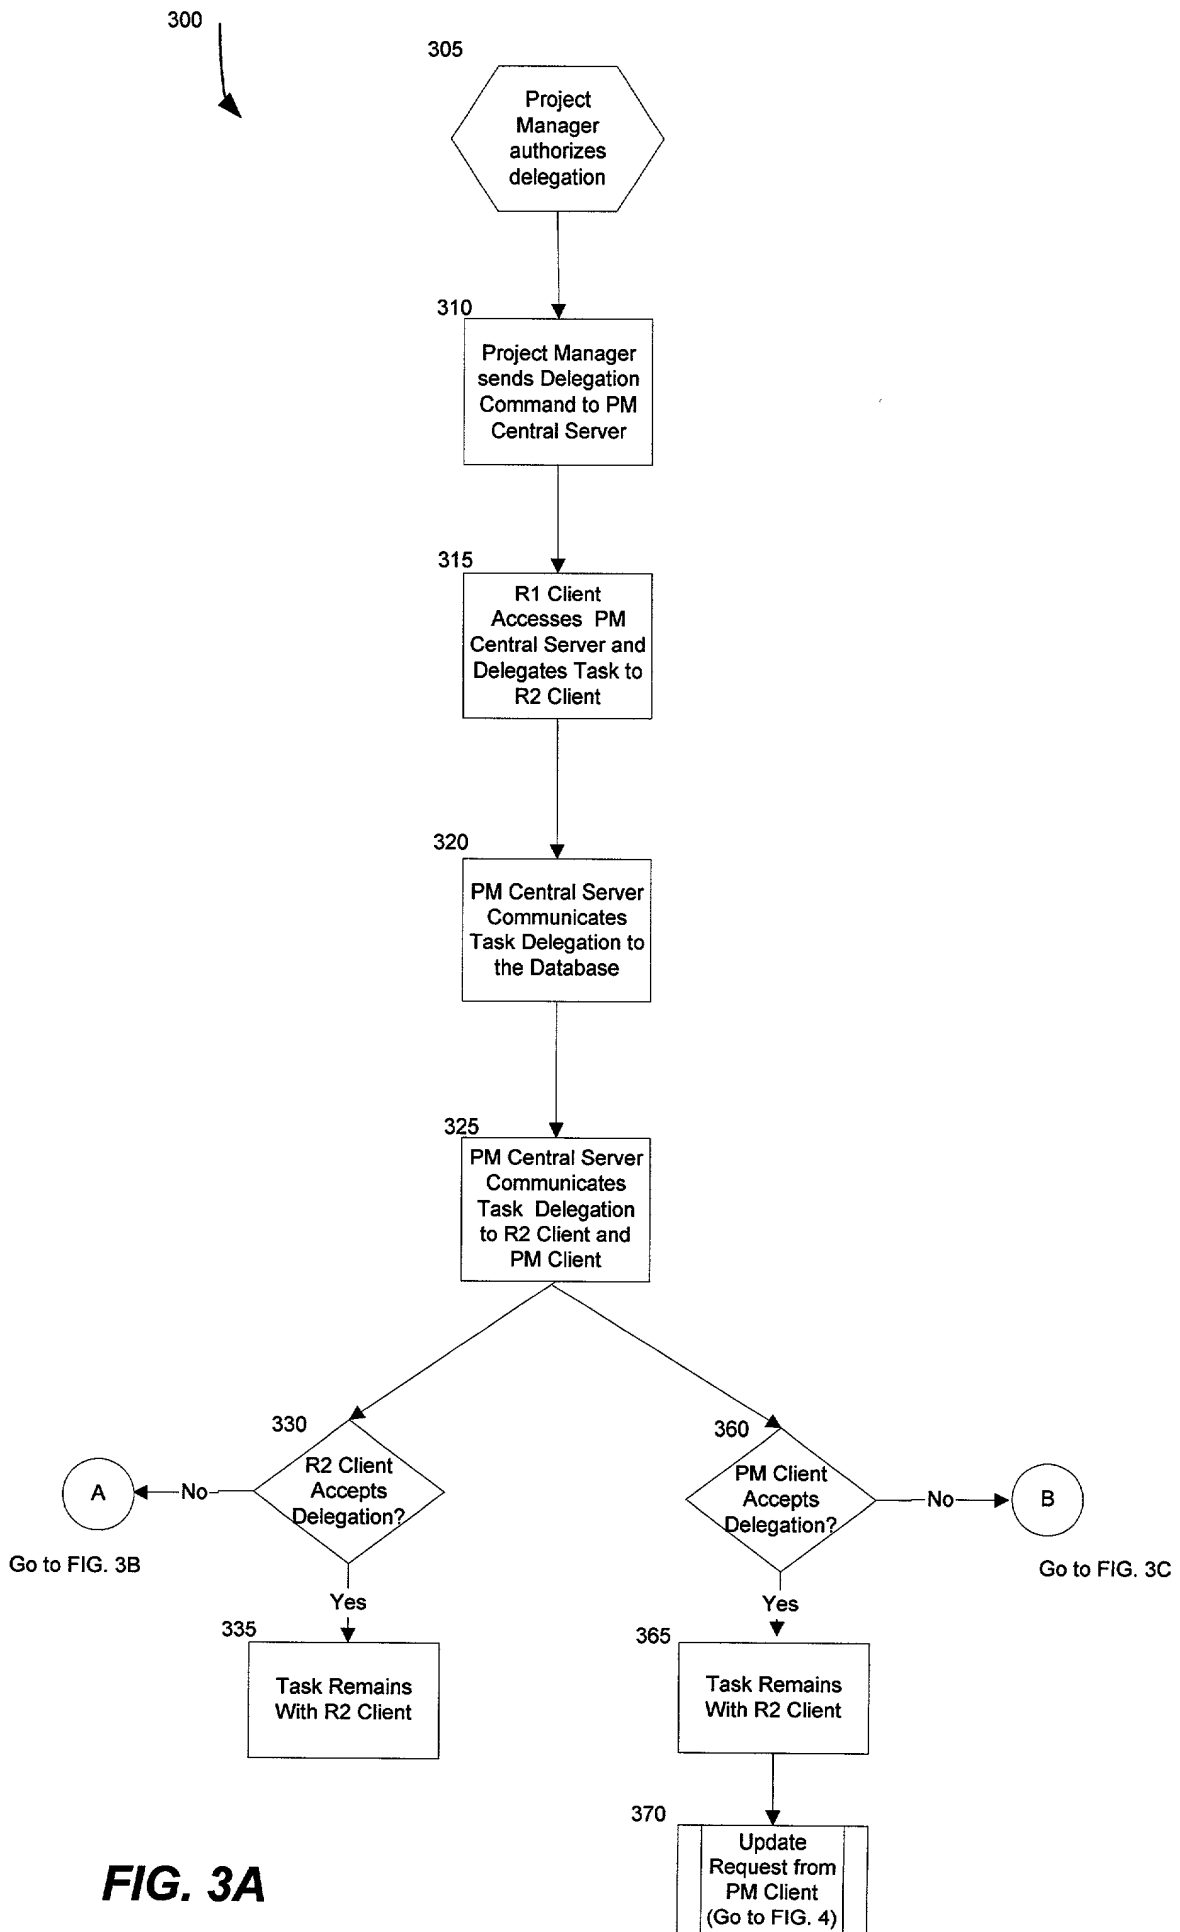 300
305
Project
Manager
authorizes
delegation
310
Project Manager
sends Delegation
Command to PM
Central Server
315
R1 Client
Accesses PM
Central Server and
Delegates Task to
R2 Client
320
PM Central Server
Communicates
Task Delegation to
the Database
325
PM Central Server
Communicates
Task Delegation
to R2 Client and
PM Client
330
R2 Client
Accepts
Delegation?
No
A
Go to FIG. 3B
Yes
335
Task Remains
With R2 Client
360
PM Client
Accepts
Delegation?
No
B
Go to FIG. 3C
Yes
365
Task Remains
With R2 Client
370
Update
Request from
PM Client
(Go to FIG. 4)
FIG. 3A